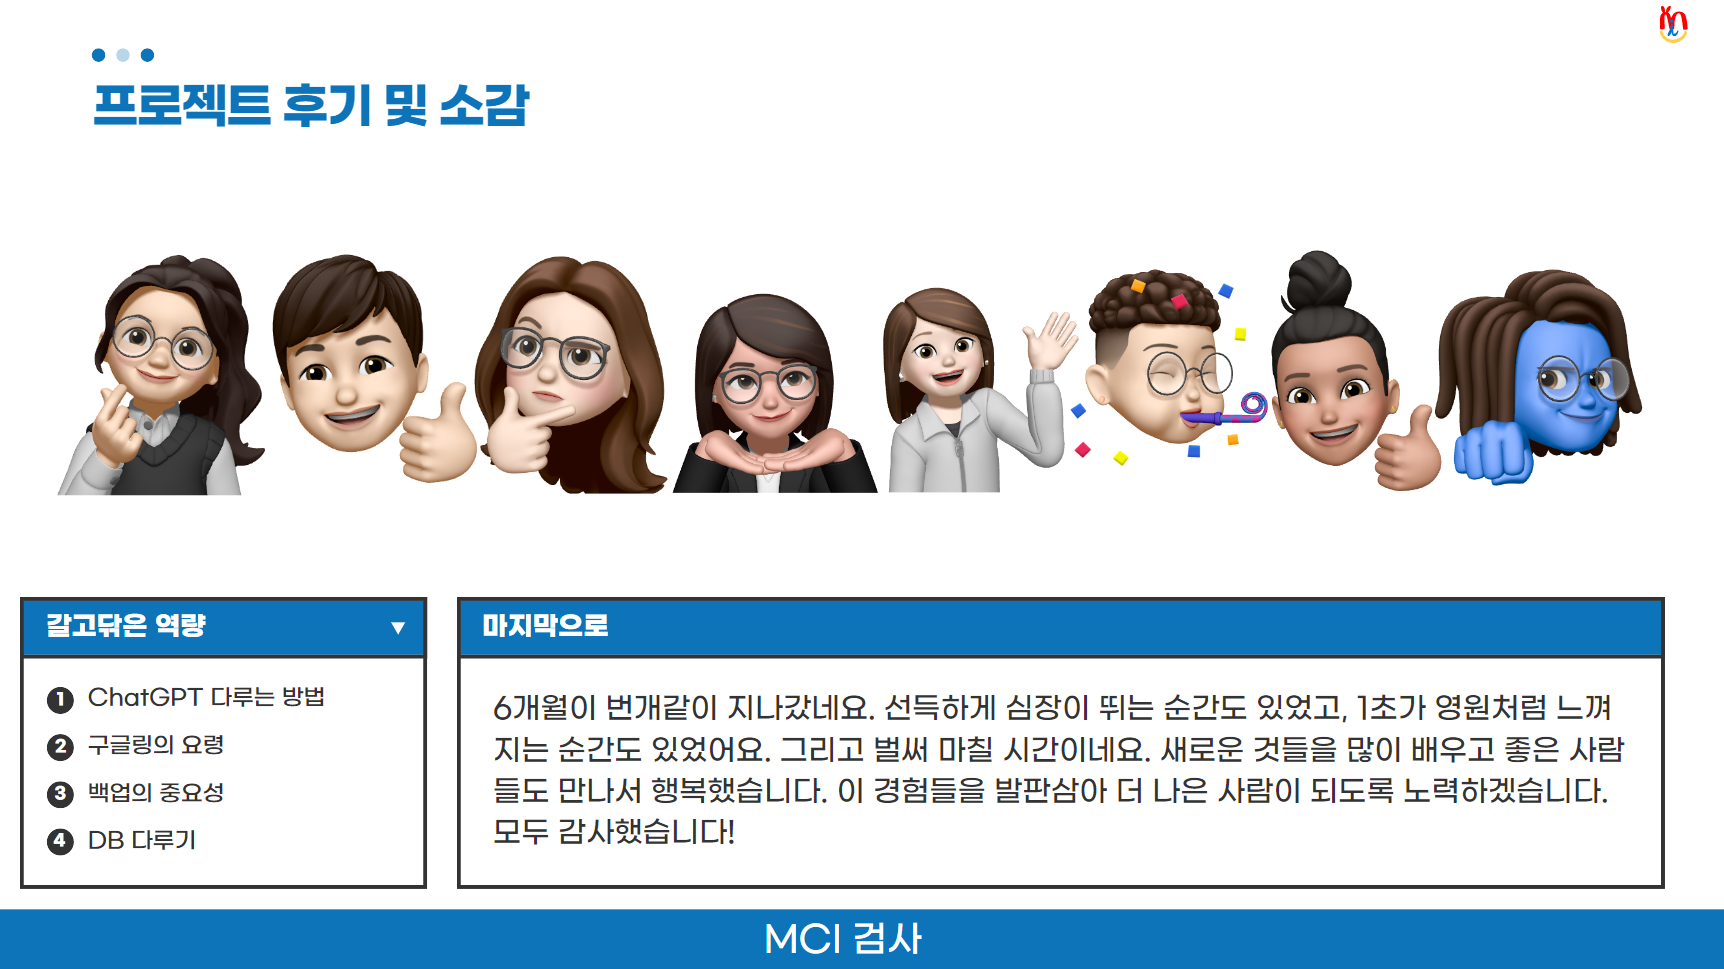 프로젝트 후기 및 소감
갈고닦은 역량 ▼
1 ChatGPT 다루는 방법
2 구글링의 요령
3 백업의 중요성
4 DB 다루기
마지막으로
6개월이 번개같이 지나갔네요. 선득하게 심장이 뛰는 순간도 있었고, 1초가 영원처럼 느껴
지는 순간도 있었어요. 그리고 벌써 마칠 시간이네요. 새로운 것들을 많이 배우고 좋은 사람
들도 만나서 행복했습니다. 이 경험들을 발판삼아 더 나은 사람이 되도록 노력하겠습니다.
모두 감사했습니다!
MCI 검사